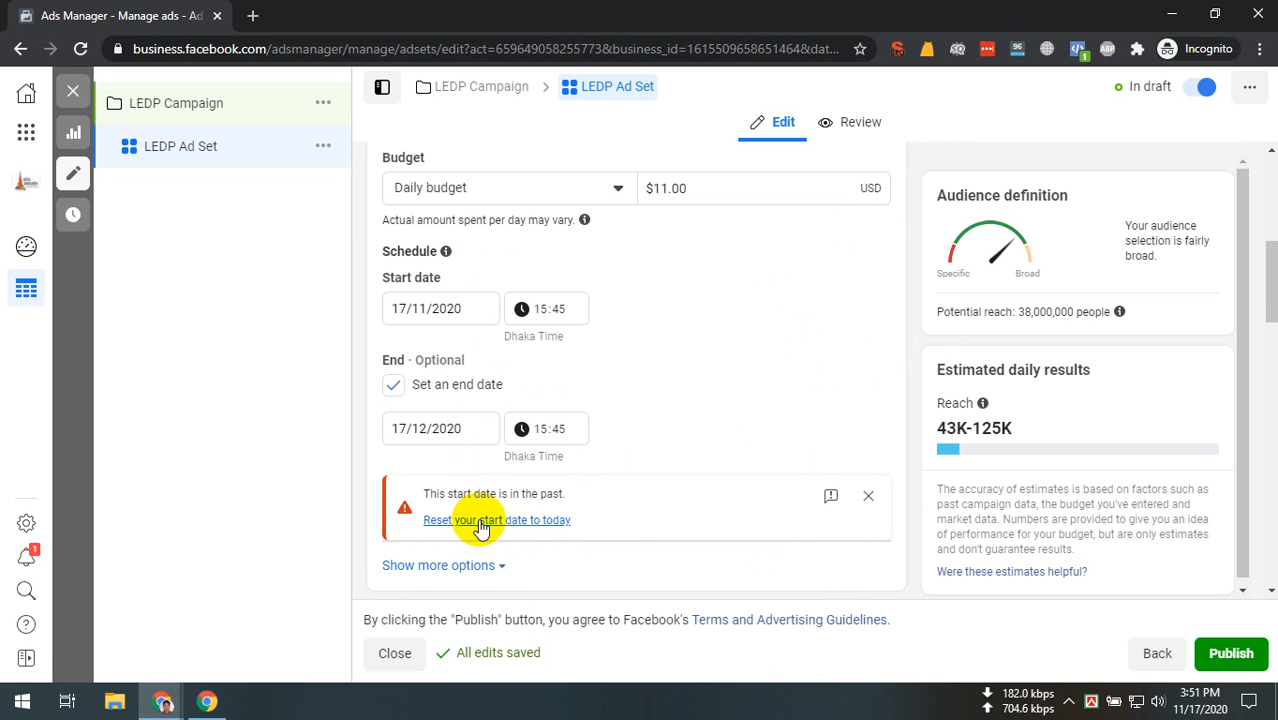 Ads Manager - Manage ads - Ad
business.facebook.com/adsmanager/manage/adsets/edit?act=659649058255773&business_id=1615509658651464&dat...
96
1
ABP
Incognito
LEDP Campaign
LEDP Ad Set
LEDP Campaign
LEDP Ad Set
In draft
Edit
Review
Budget
Daily budget
$11.00
USD
Actual amount spent per day may vary.
Schedule
Start date
17/11/2020
15:45
Dhaka Time
End · Optional
Set an end date
17/12/2020
15:45
Dhaka Time
This start date is in the past.
Reset your start date to today
Show more options
Audience definition
Specific
Broad
Your audience
selection is fairly
broad.
Potential reach: 38,000,000 people
Estimated daily results
Reach
43K-125K
The accuracy of estimates is based on factors such as
past campaign data, the budget you've entered and
market data. Numbers are provided to give you an idea
of performance for your budget, but are only estimates
and don't guarantee results.
Were these estimates helpful?
1
By clicking the "Publish" button, you agree to Facebook's Terms and Advertising Guidelines.
Close
All edits saved
Back
Publish
182.0 kbps
704.6 kbps
3:51 PM
11/17/2020